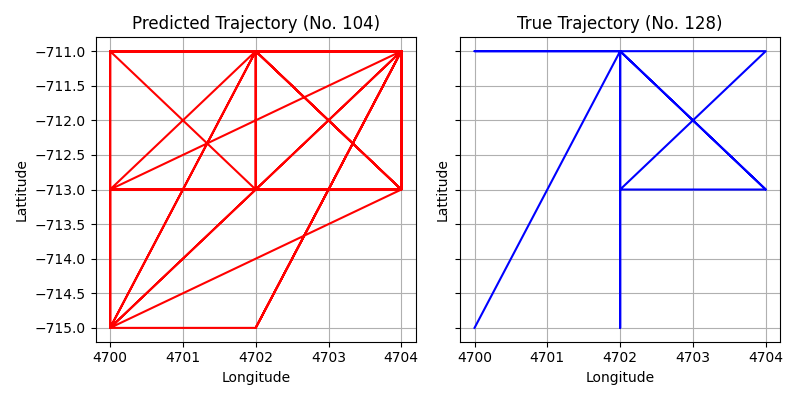 Predicted Trajectory (No. 104)
True Trajectory (No. 128)
−711.0
−711.5
−712.0
−712.5
−713.0
−713.5
−714.0
−714.5
−715.0
Lattitude
Lattitude
4700 4701 4702 4703 4704
4700 4701 4702 4703 4704
Longitude
Longitude